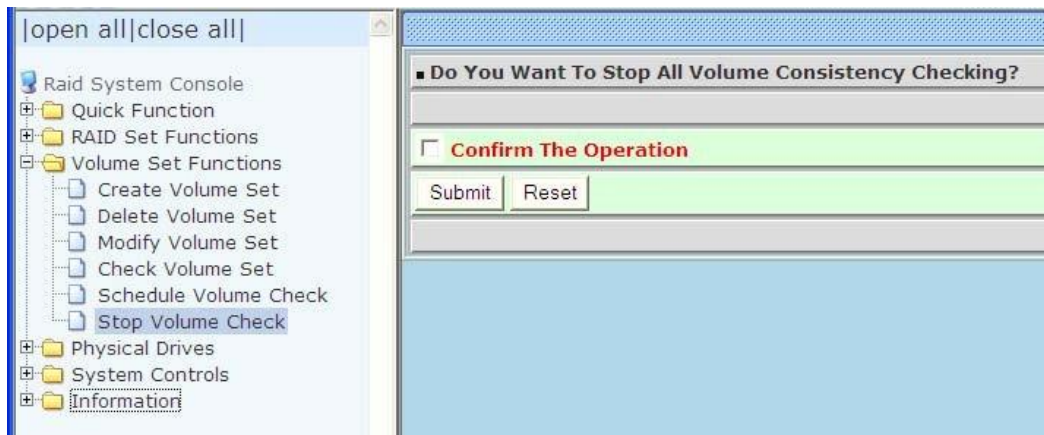 |open all|close all|
Raid System Console
Quick Function
RAID Set Functions
Volume Set Functions
Create Volume Set
Delete Volume Set
Modify Volume Set
Check Volume Set
Schedule Volume Check
Stop Volume Check
Physical Drives
System Controls
Information
Do You Want To Stop All Volume Consistency Checking?
Confirm The Operation
Submit Reset